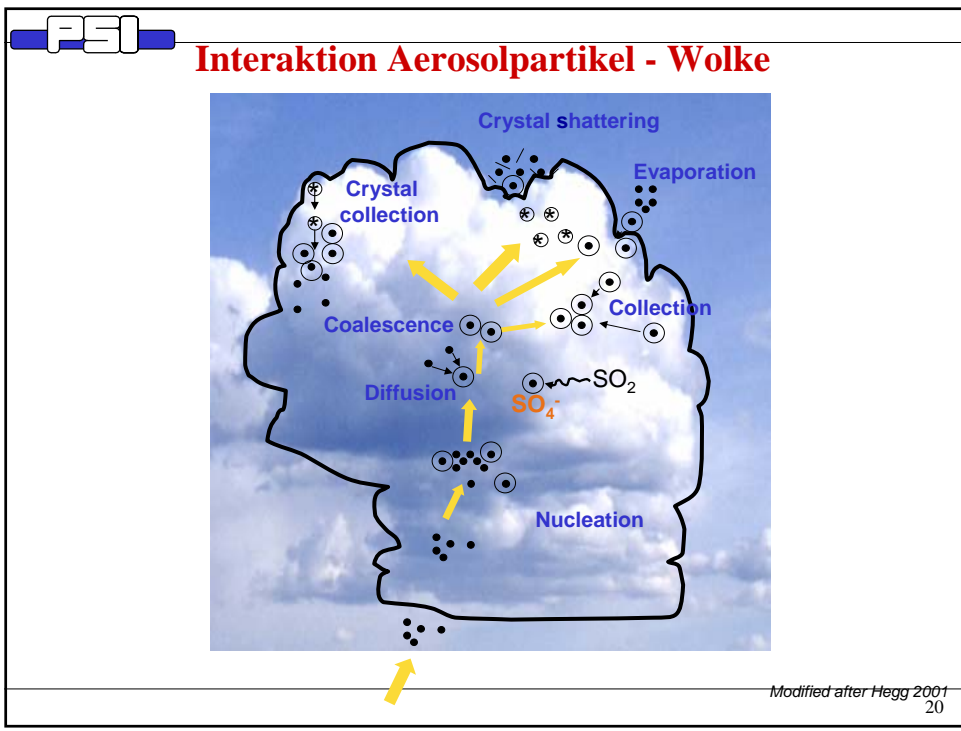 PSI
Interaktion Aerosolpartikel - Wolke
Crystal shattering
Evaporation
Crystal
collection
Collection
Coalescence
Diffusion
SO2
SO4-
Nucleation
Modified after Hegg 2001
20